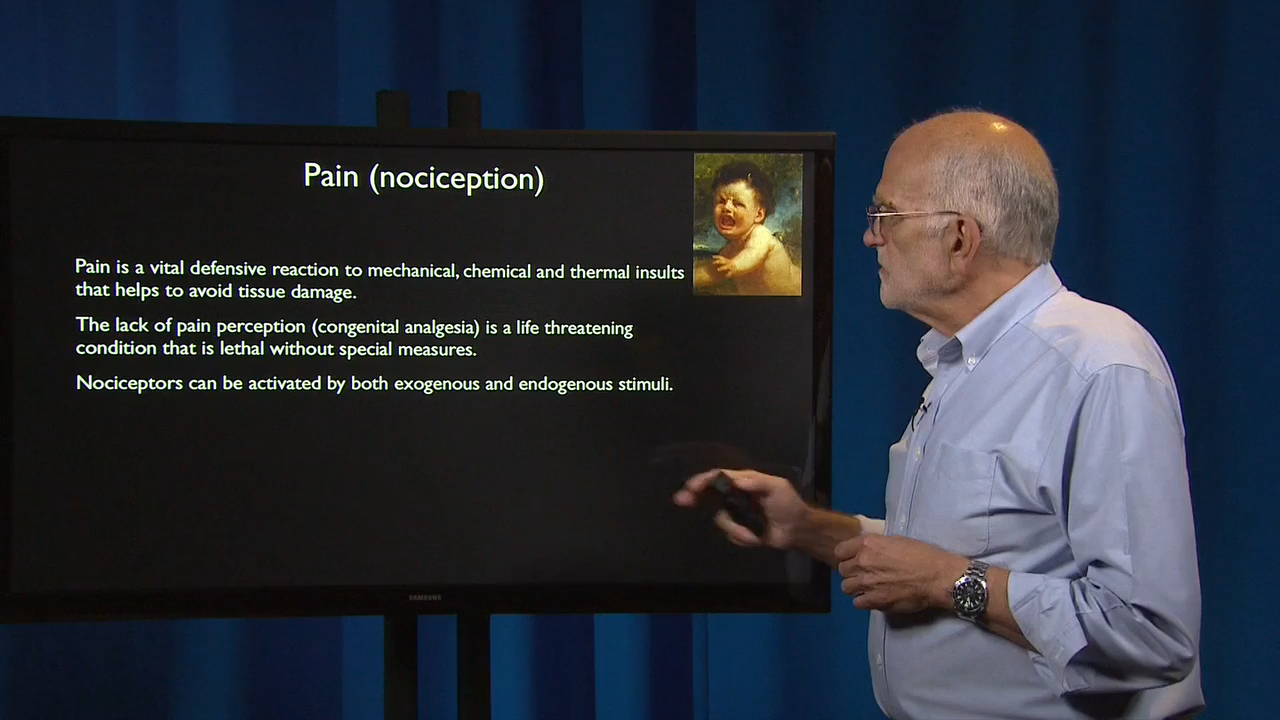 Pain (nociception)
Pain is a vital defensive reaction to mechanical, chemical and thermal insults
that helps to avoid tissue damage.
The lack of pain perception (congenital analgesia) is a life threatening
condition that is lethal without special measures.
Nociceptors can be activated by both exogenous and endogenous stimuli.
SAMSUNG